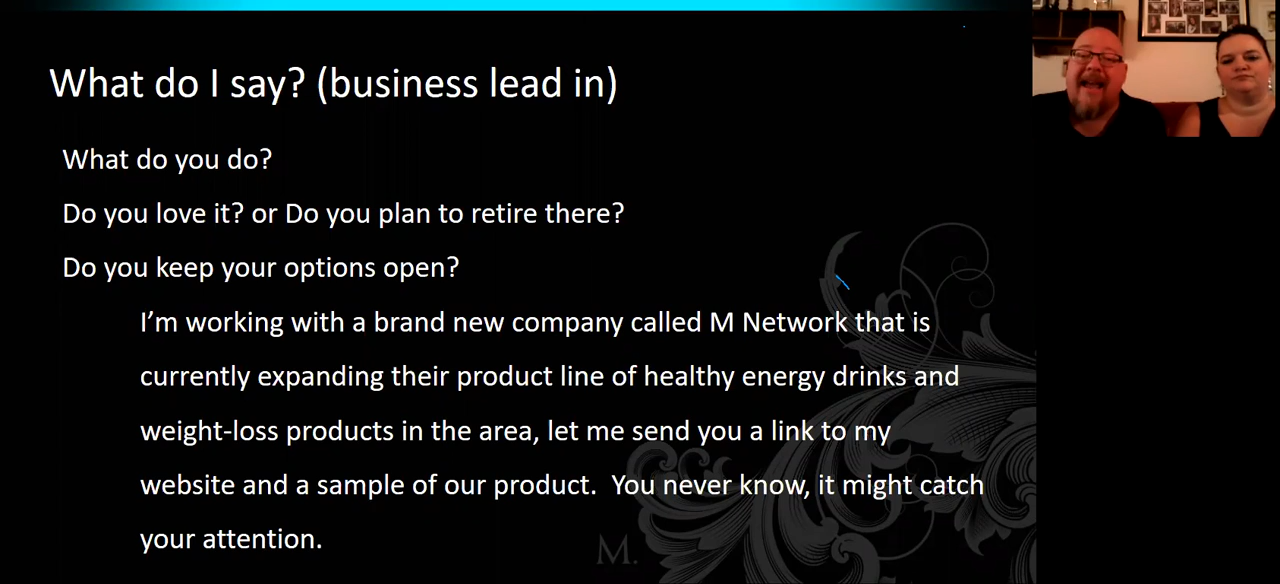 What do I say? (business lead in)
What do you do?
Do you love it? or Do you plan to retire there?
Do you keep your options open?
I’m working with a brand new company called M Network that is
currently expanding their product line of healthy energy drinks and
weight-loss products in the area, let me send you a link to my
website and a sample of our product.  You never know, it might catch
your attention.
M.